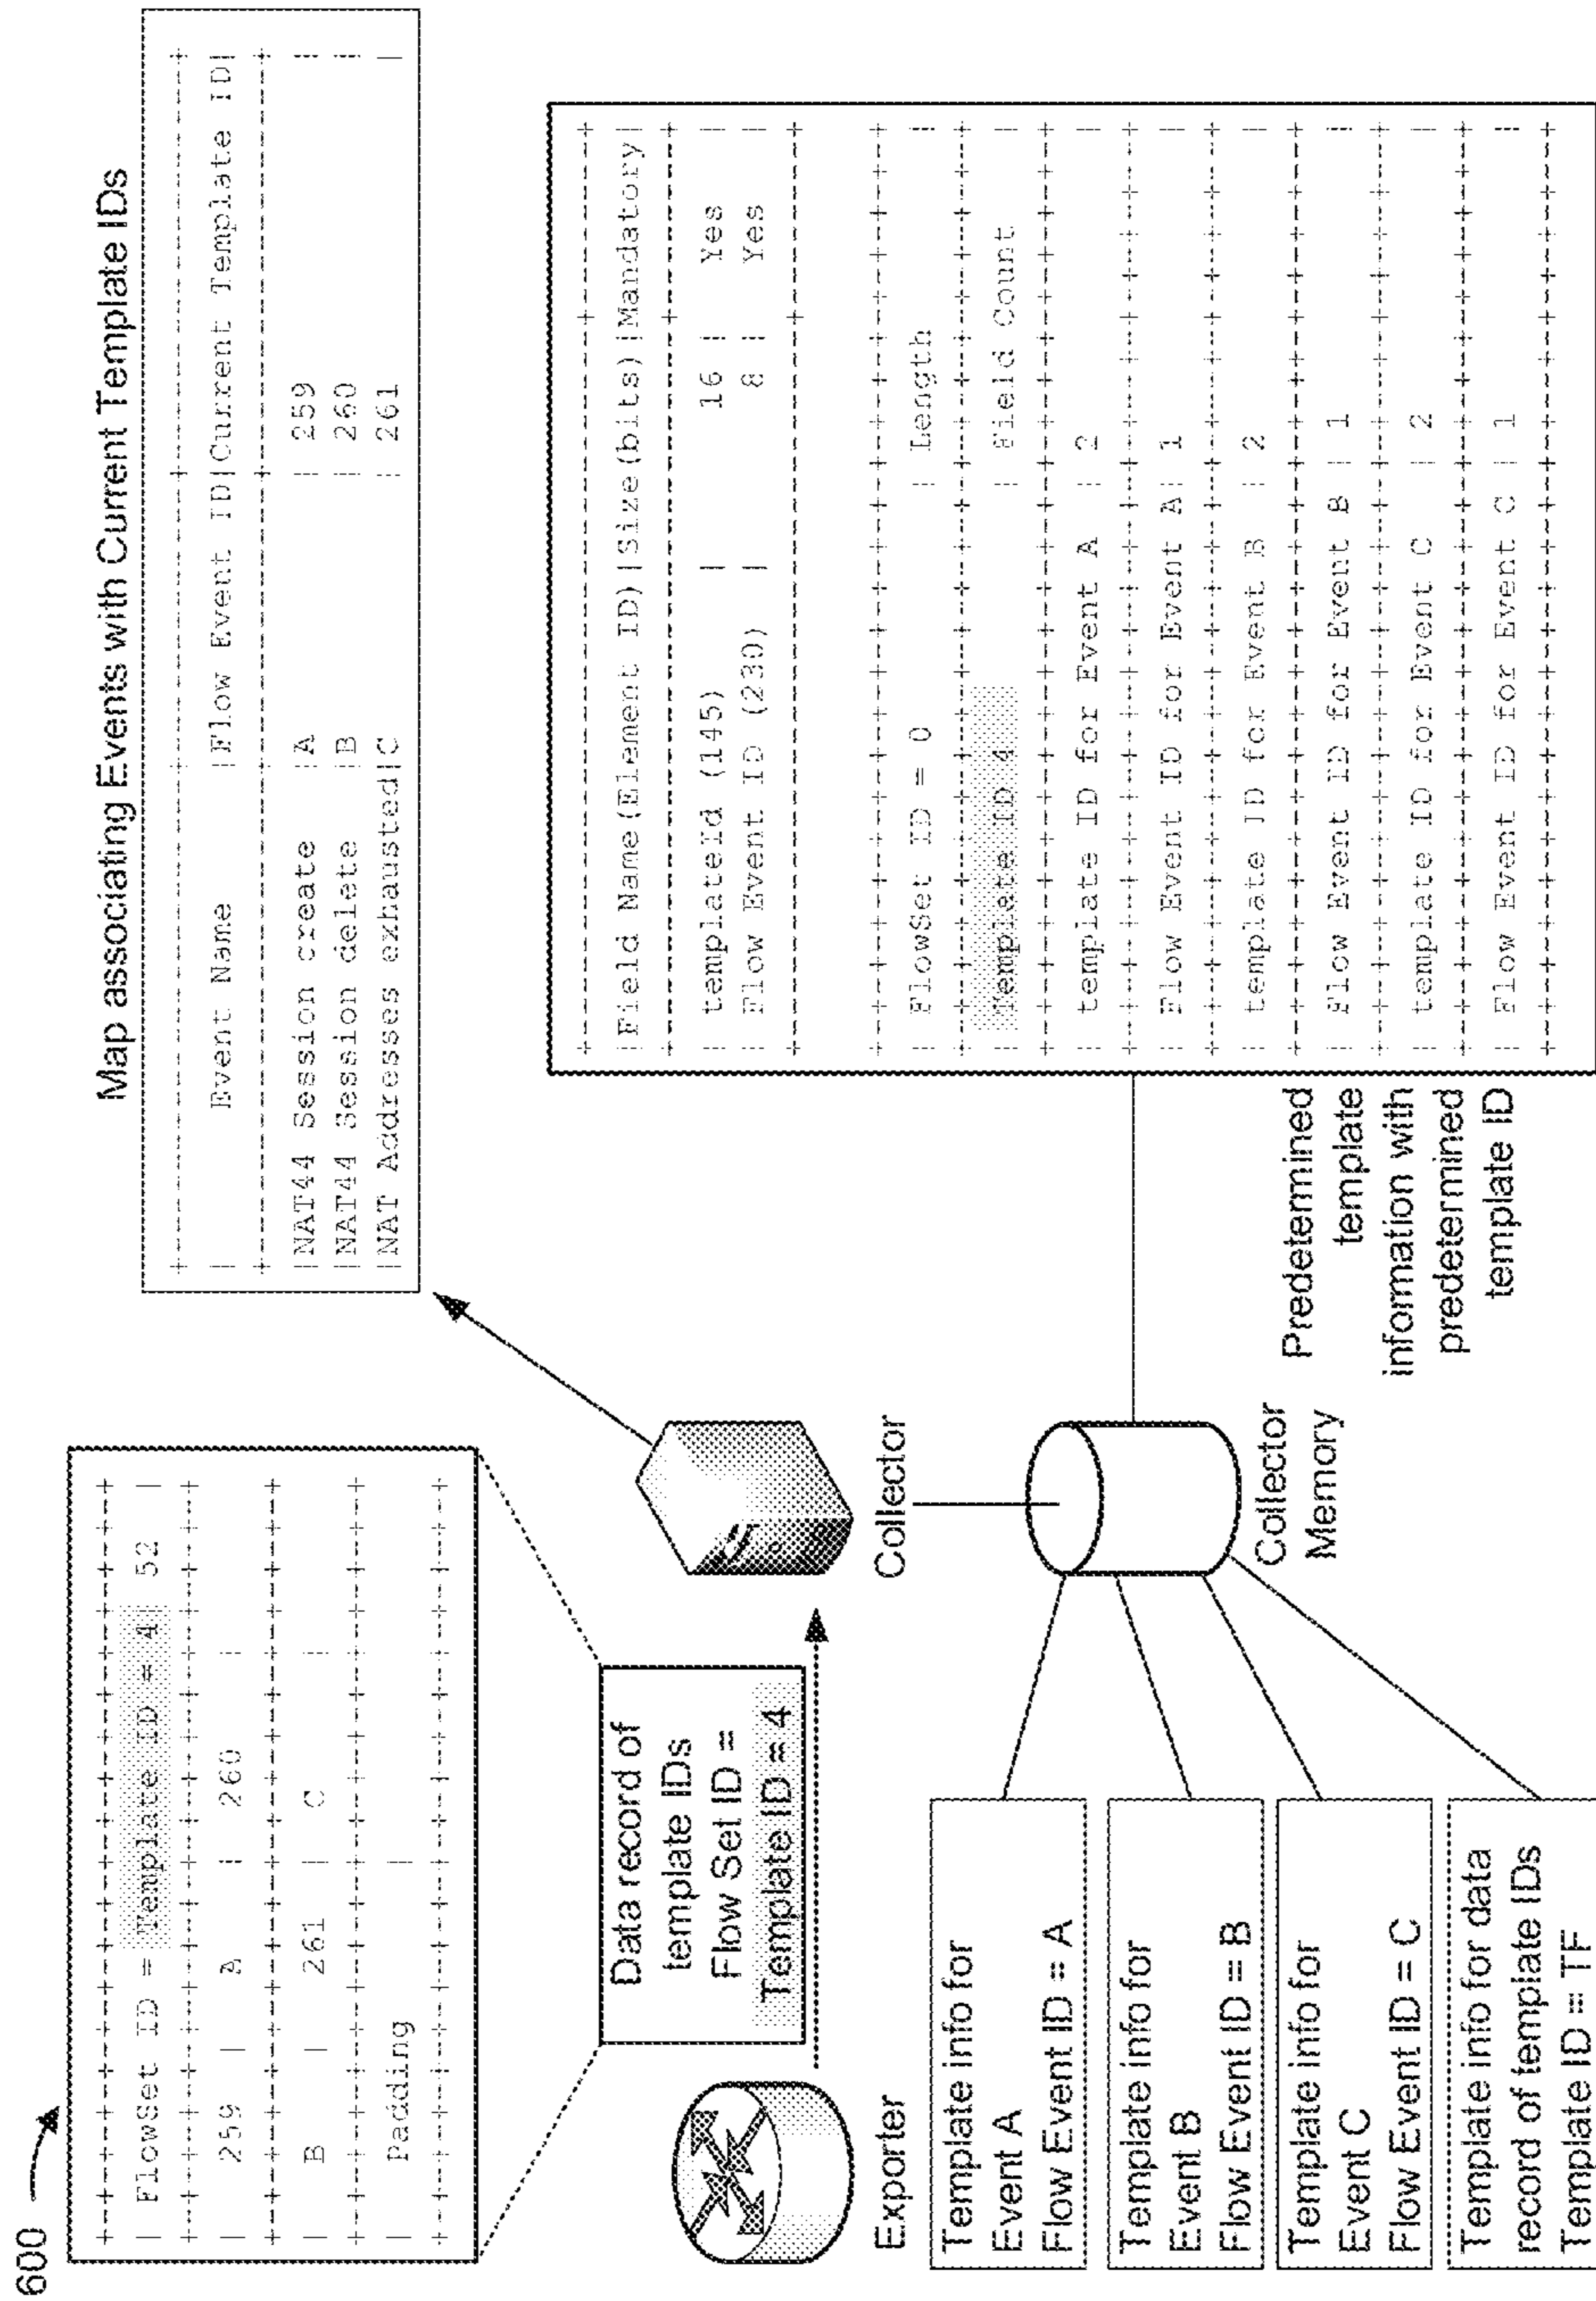 600
| FlowSet ID = Template ID = 4| 52 |
| 259 | A | 260 |
| B | 261 | C |
| Padding |
Data record of
template IDs
Flow Set ID =
Template ID = 4
Exporter
Collector
Collector
Memory
Template info for
Event A
Flow Event ID = A
Template info for
Event B
Flow Event ID = B
Template info for
Event C
Flow Event ID = C
Template info for data
record of template IDs
Template ID = TF
Map associating Events with Current Template IDs
| Event Name |Flow Event ID|Current Template ID|
|NAT44 Session create |A | 259 |
|NAT44 Session delete |B | 260 |
|NAT Addresses exhausted|C | 261 |
Predetermined
template
information with
predetermined
template ID
|Field Name(Element ID)|Size(bits)|Mandatory|
| templateId (145) | 16 | Yes |
| Flow Event ID (230) | 8 | Yes |
| FlowSet ID = 0 | Length |
| Template ID 4 | Field Count |
| template ID for Event A | 2 |
| Flow Event ID for Event A| 1 |
| template ID for Event B | 2 |
| Flow Event ID for Event B | 1 |
| template ID for Event C | 2 |
| Flow Event ID for Event C | 1 |